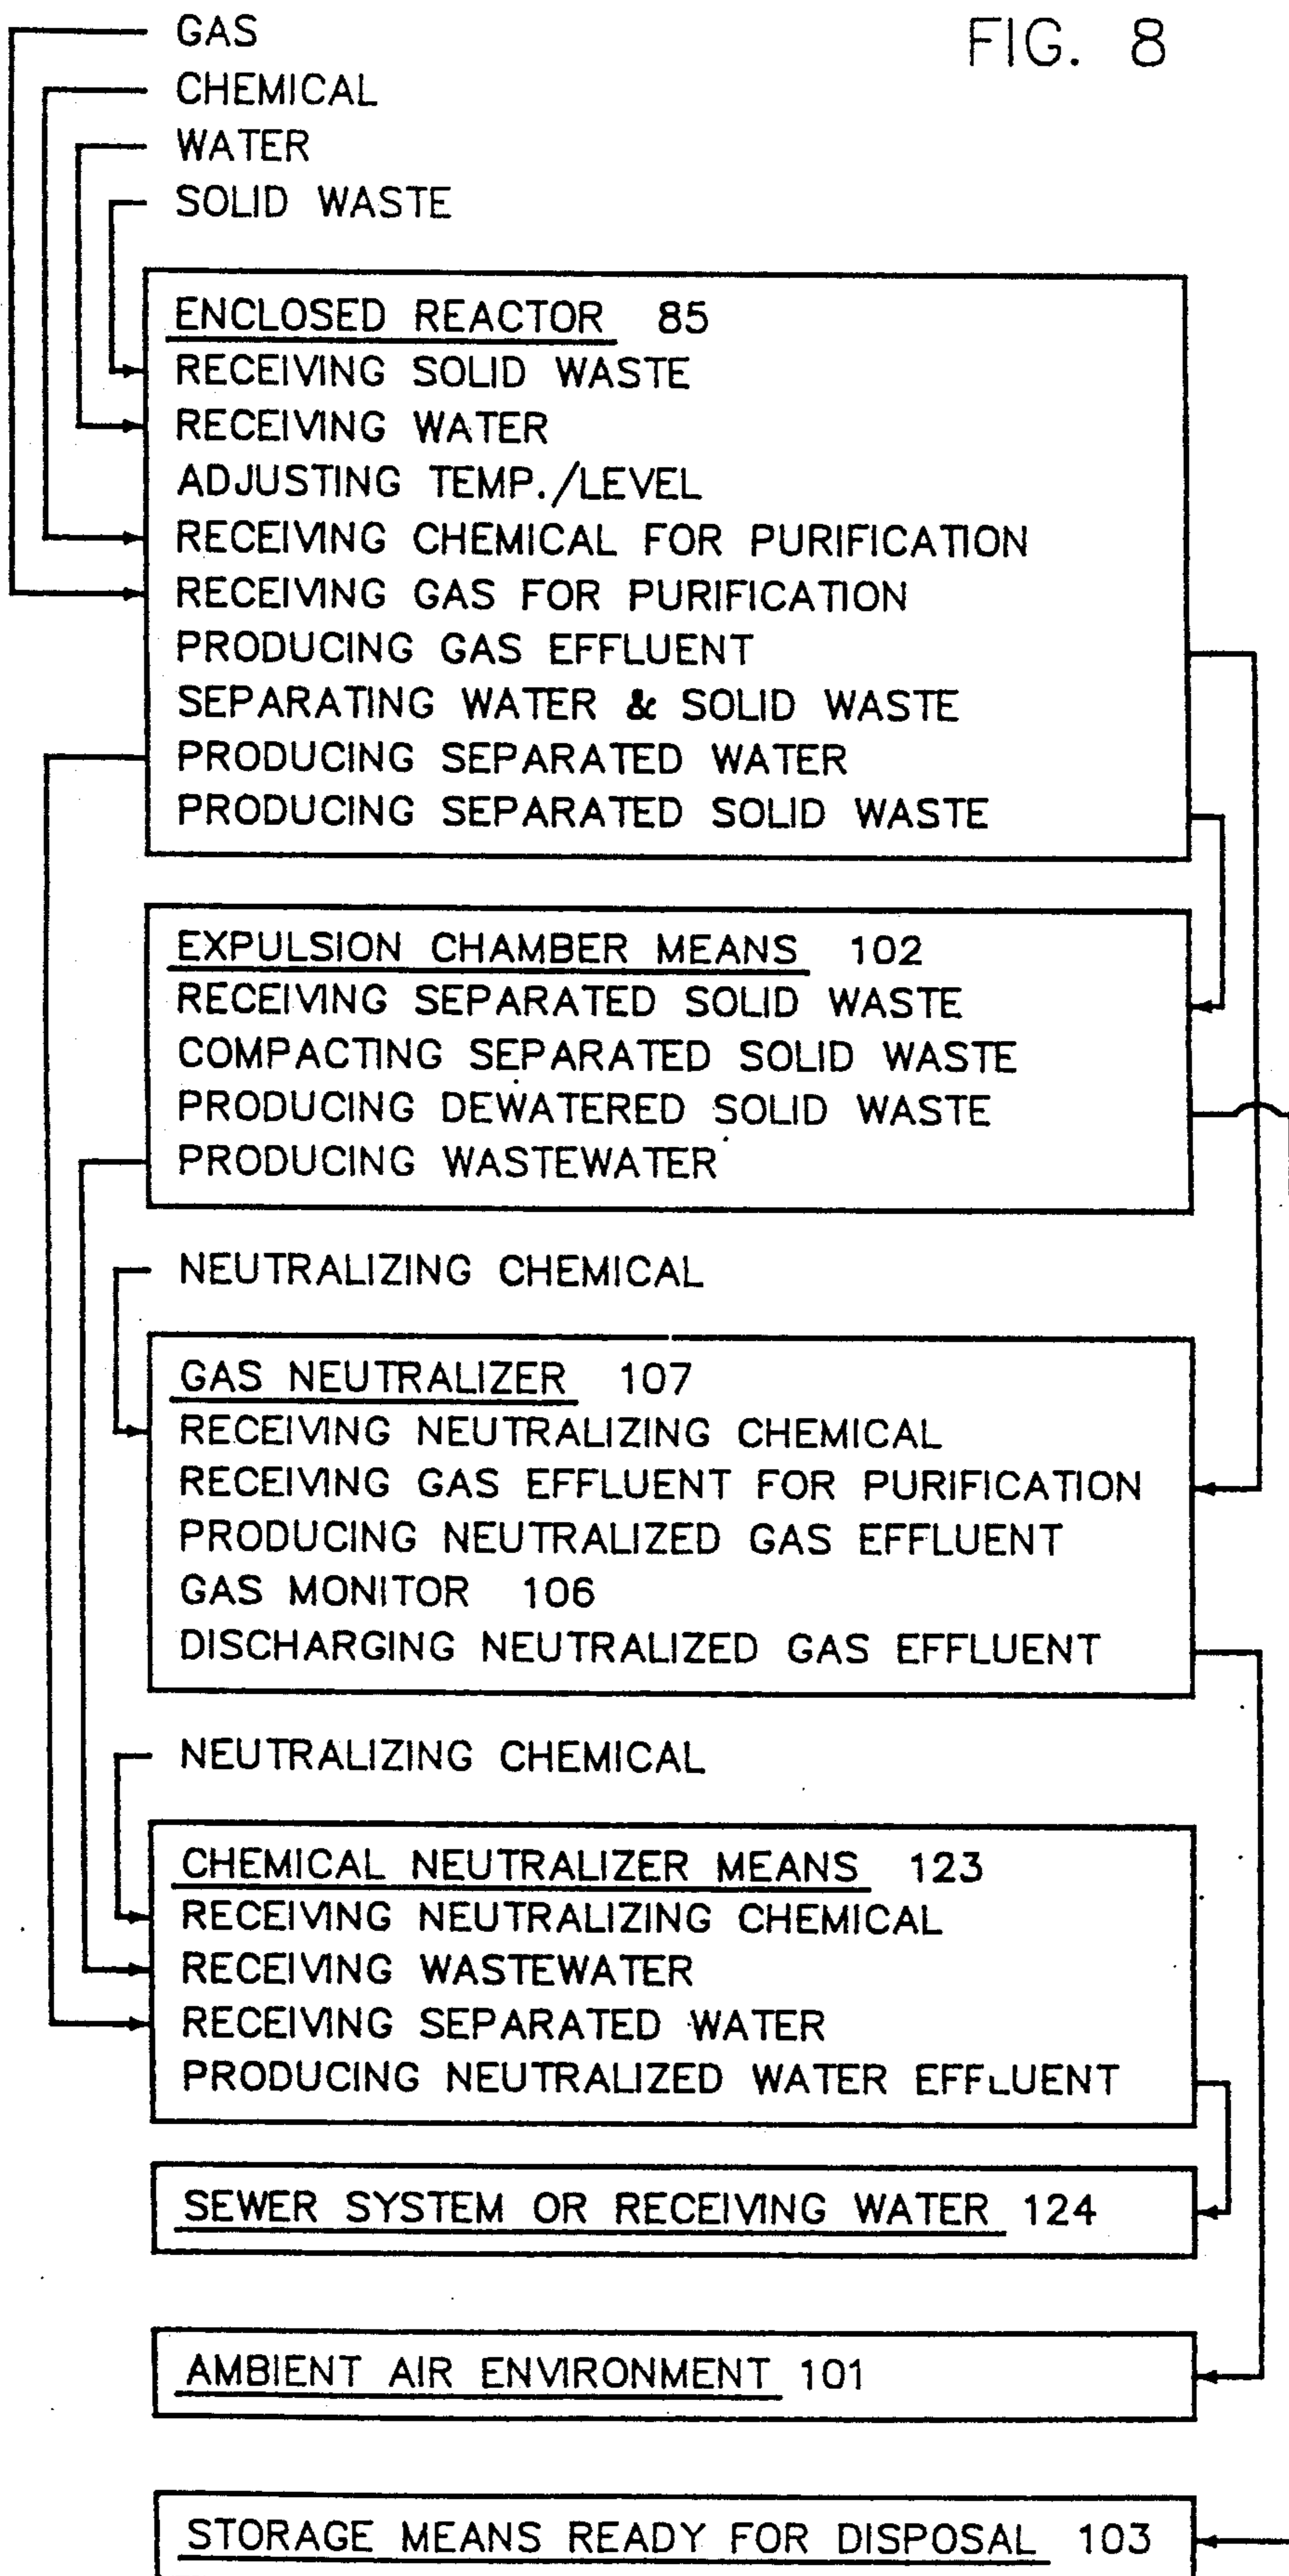 FIG. 8
GAS
CHEMICAL
WATER
SOLID WASTE
ENCLOSED REACTOR 85
RECEIVING SOLID WASTE
RECEIVING WATER
ADJUSTING TEMP./LEVEL
RECEIVING CHEMICAL FOR PURIFICATION
RECEIVING GAS FOR PURIFICATION
PRODUCING GAS EFFLUENT
SEPARATING WATER & SOLID WASTE
PRODUCING SEPARATED WATER
PRODUCING SEPARATED SOLID WASTE
EXPULSION CHAMBER MEANS 102
RECEIVING SEPARATED SOLID WASTE
COMPACTING SEPARATED SOLID WASTE
PRODUCING DEWATERED SOLID WASTE
PRODUCING WASTEWATER
NEUTRALIZING CHEMICAL
GAS NEUTRALIZER 107
RECEIVING NEUTRALIZING CHEMICAL
RECEIVING GAS EFFLUENT FOR PURIFICATION
PRODUCING NEUTRALIZED GAS EFFLUENT
GAS MONITOR 106
DISCHARGING NEUTRALIZED GAS EFFLUENT
NEUTRALIZING CHEMICAL
CHEMICAL NEUTRALIZER MEANS 123
RECEIVING NEUTRALIZING CHEMICAL
RECEIVING WASTEWATER
RECEIVING SEPARATED WATER
PRODUCING NEUTRALIZED WATER EFFLUENT
SEWER SYSTEM OR RECEIVING WATER 124
AMBIENT AIR ENVIRONMENT 101
STORAGE MEANS READY FOR DISPOSAL 103